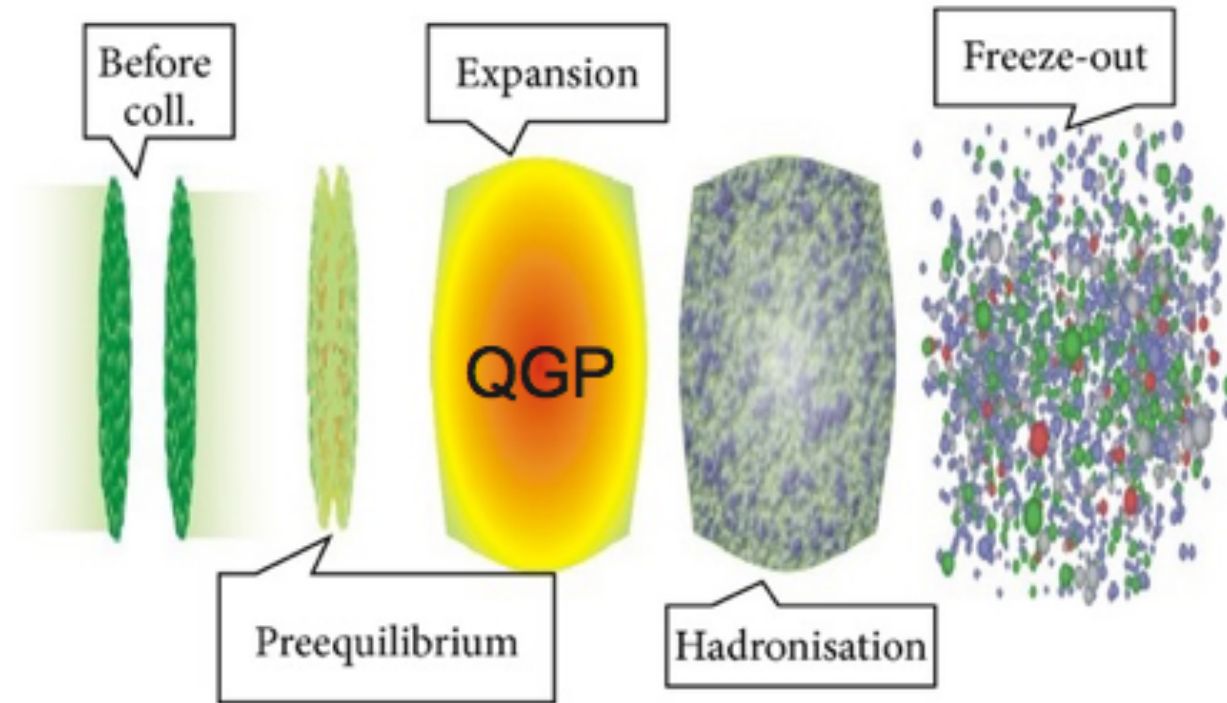 Before
coll.
Preequilibrium
Expansion
QGP
Hadronisation
Freeze-out